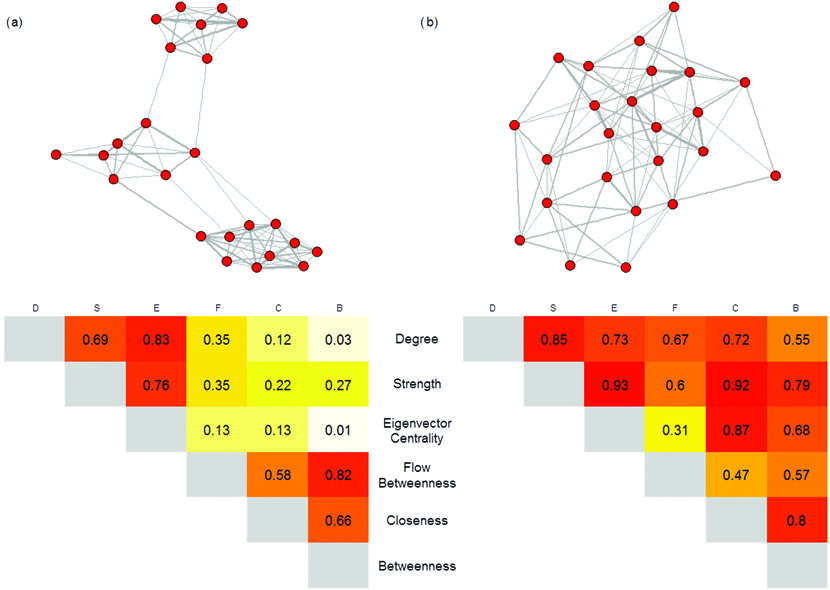 (a) (b)
D S E F C B D S E F C B
0.69 0.83 0.35 0.12 0.03 Degree 0.85 0.73 0.67 0.72 0.55
0.76 0.35 0.22 0.27 Strength 0.93 0.6 0.92 0.79
0.13 0.13 0.01 Eigenvector 0.31 0.87 0.68
Centrality
0.58 0.82 Flow 0.47 0.57
Betweenness
0.66 Closeness 0.8
Betweenness